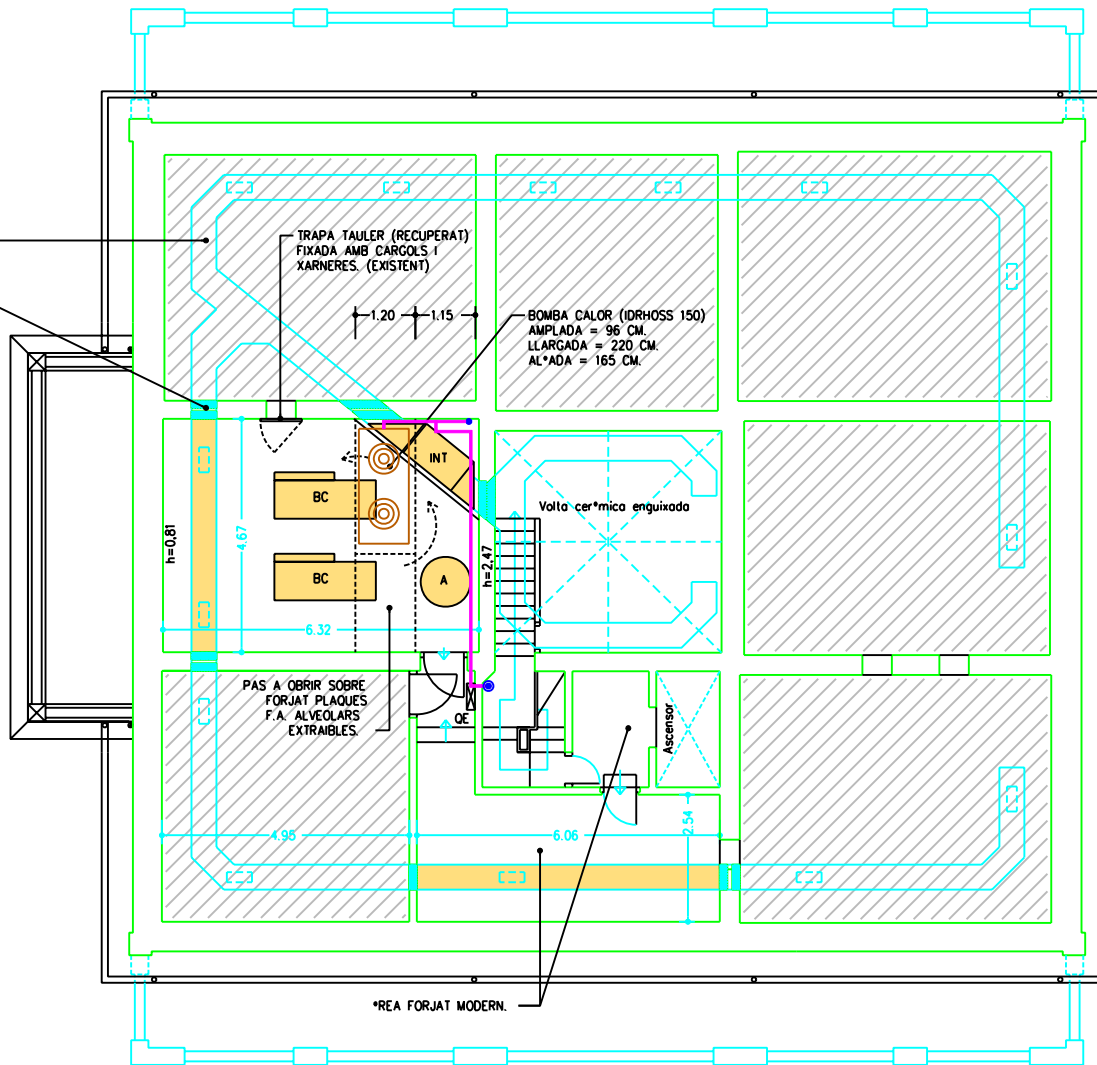 TRAPA TAULER (RECUPERAT)
FIXADA AMB CARGOLS I
XARNERES. (EXISTENT)
1.20
1.15
BOMBA CALOR (IDRHOSS 150)
AMPLADA = 96 CM.
LLARGADA = 220 CM.
AL*ADA = 165 CM.
INT
BC
Volta cer*mica enguixada
h=0,81
4.67
h=2,47
BC
A
6.32
PAS A OBRIR SOBRE
FORJAT PLAQUES
F.A. ALVEOLARS
EXTRAIBLES.
QE
Ascensor
4.95
6.06
2.54
*REA FORJAT MODERN.